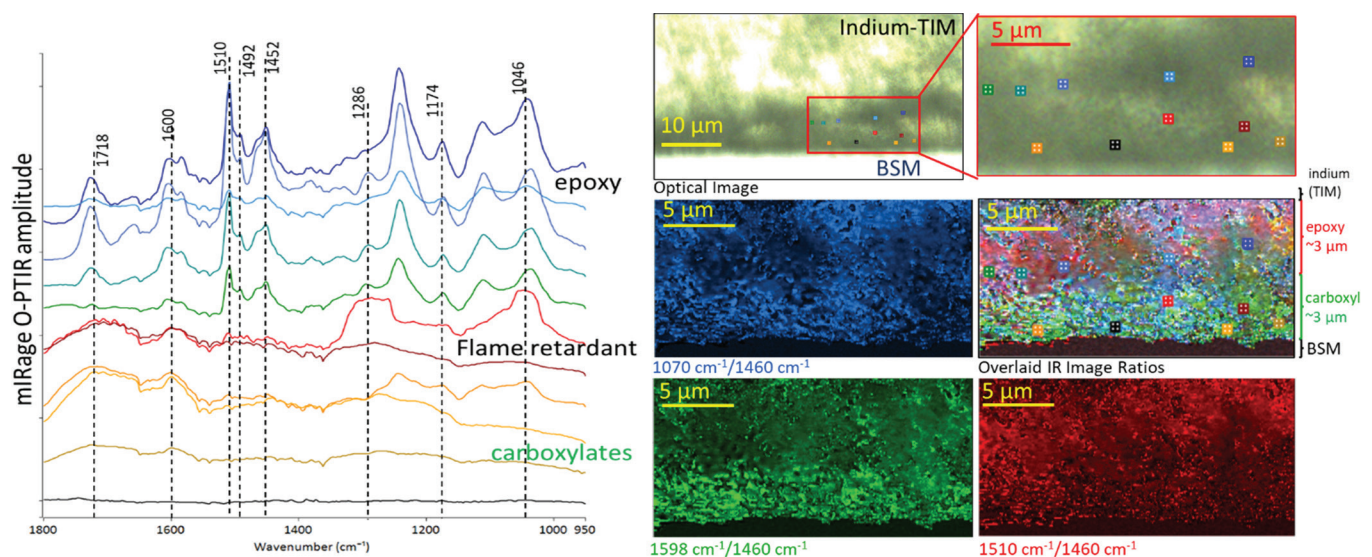 mIRage O-PTIR amplitude
1718
1600
1510
1492
1452
1286
1174
1046
epoxy
Flame retardant
carboxylates
1800
1600
1400
1200
1000
950
Wavenumber (cm⁻¹)
Indium-TIM
10 µm
BSM
Optical Image
5 µm
5 µm
1070 cm⁻¹/1460 cm⁻¹
5 µm
indium
(TIM)
epoxy
~3 µm
carboxyl
~3 µm
BSM
Overlaid IR Image Ratios
5 µm
1598 cm⁻¹/1460 cm⁻¹
5 µm
1510 cm⁻¹/1460 cm⁻¹